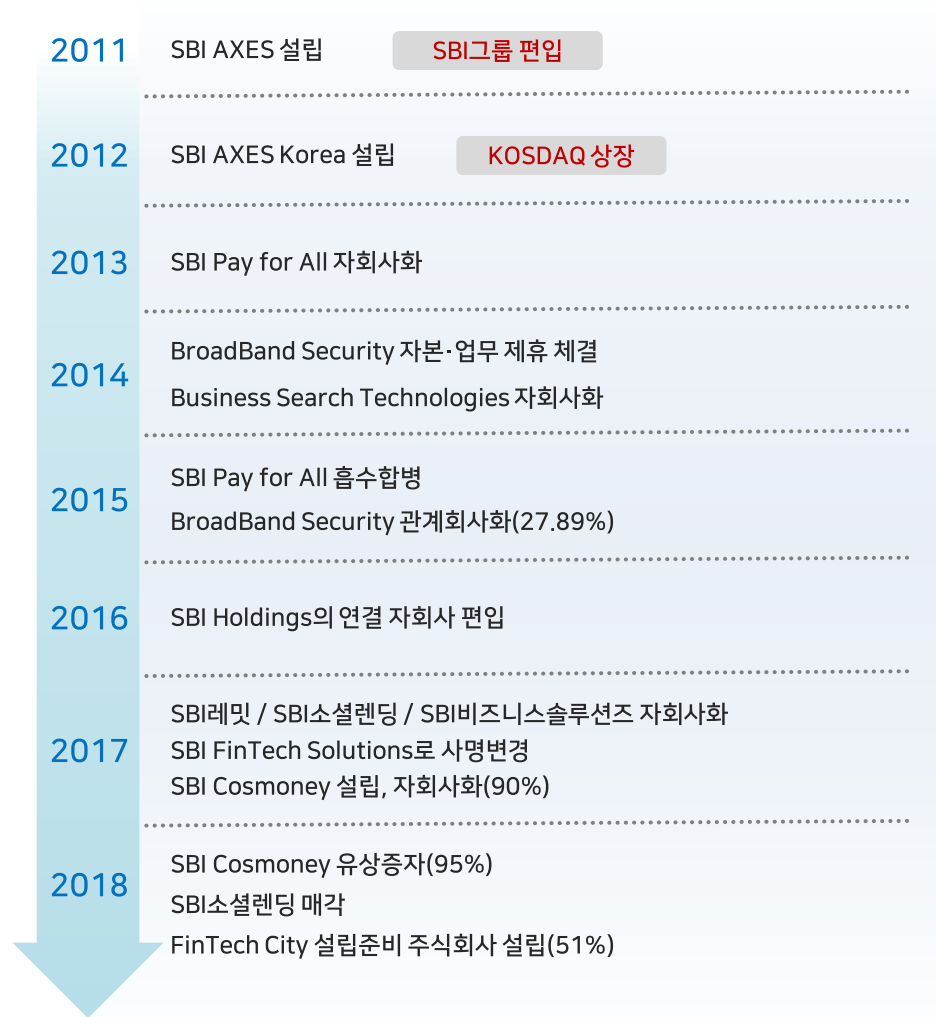 2011 SBI AXES 설립 SBI그룹 편입
2012 SBI AXES Korea 설립 KOSDAQ 상장
2013 SBI Pay for All 자회사화
2014
BroadBand Security 자본·업무 제휴 체결
Business Search Technologies 자회사화
2015
SBI Pay for All 흡수합병
BroadBand Security 관계회사화(27.89%)
2016 SBI Holdings의 연결 자회사 편입
2017
SBI레밋 / SBI소셜렌딩 / SBI비즈니스솔루션즈 자회사화
SBI FinTech Solutions로 사명변경
SBI Cosmoney 설립, 자회사화(90%)
2018
SBI Cosmoney 유상증자(95%)
SBI소셜렌딩 매각
FinTech City 설립준비 주식회사 설립(51%)